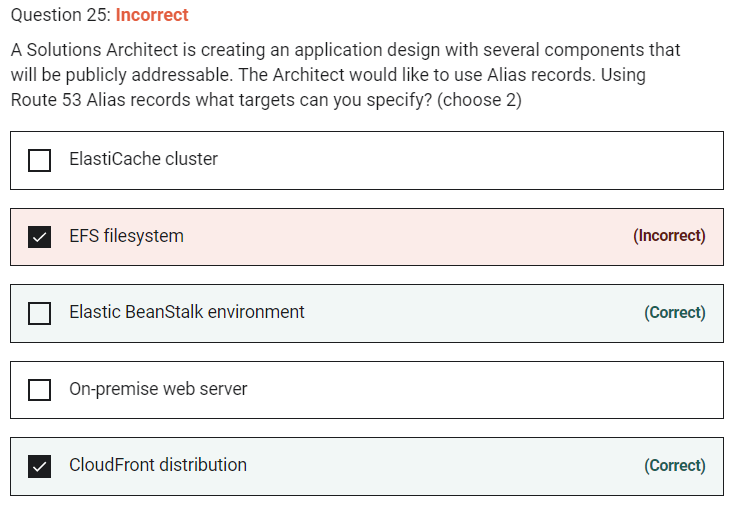 Question 25: Incorrect
A Solutions Architect is creating an application design with several components that
will be publicly addressable. The Architect would like to use Alias records. Using
Route 53 Alias records what targets can you specify? (choose 2)
ElastiCache cluster
EFS filesystem (Incorrect)
Elastic BeanStalk environment (Correct)
On-premise web server
CloudFront distribution (Correct)